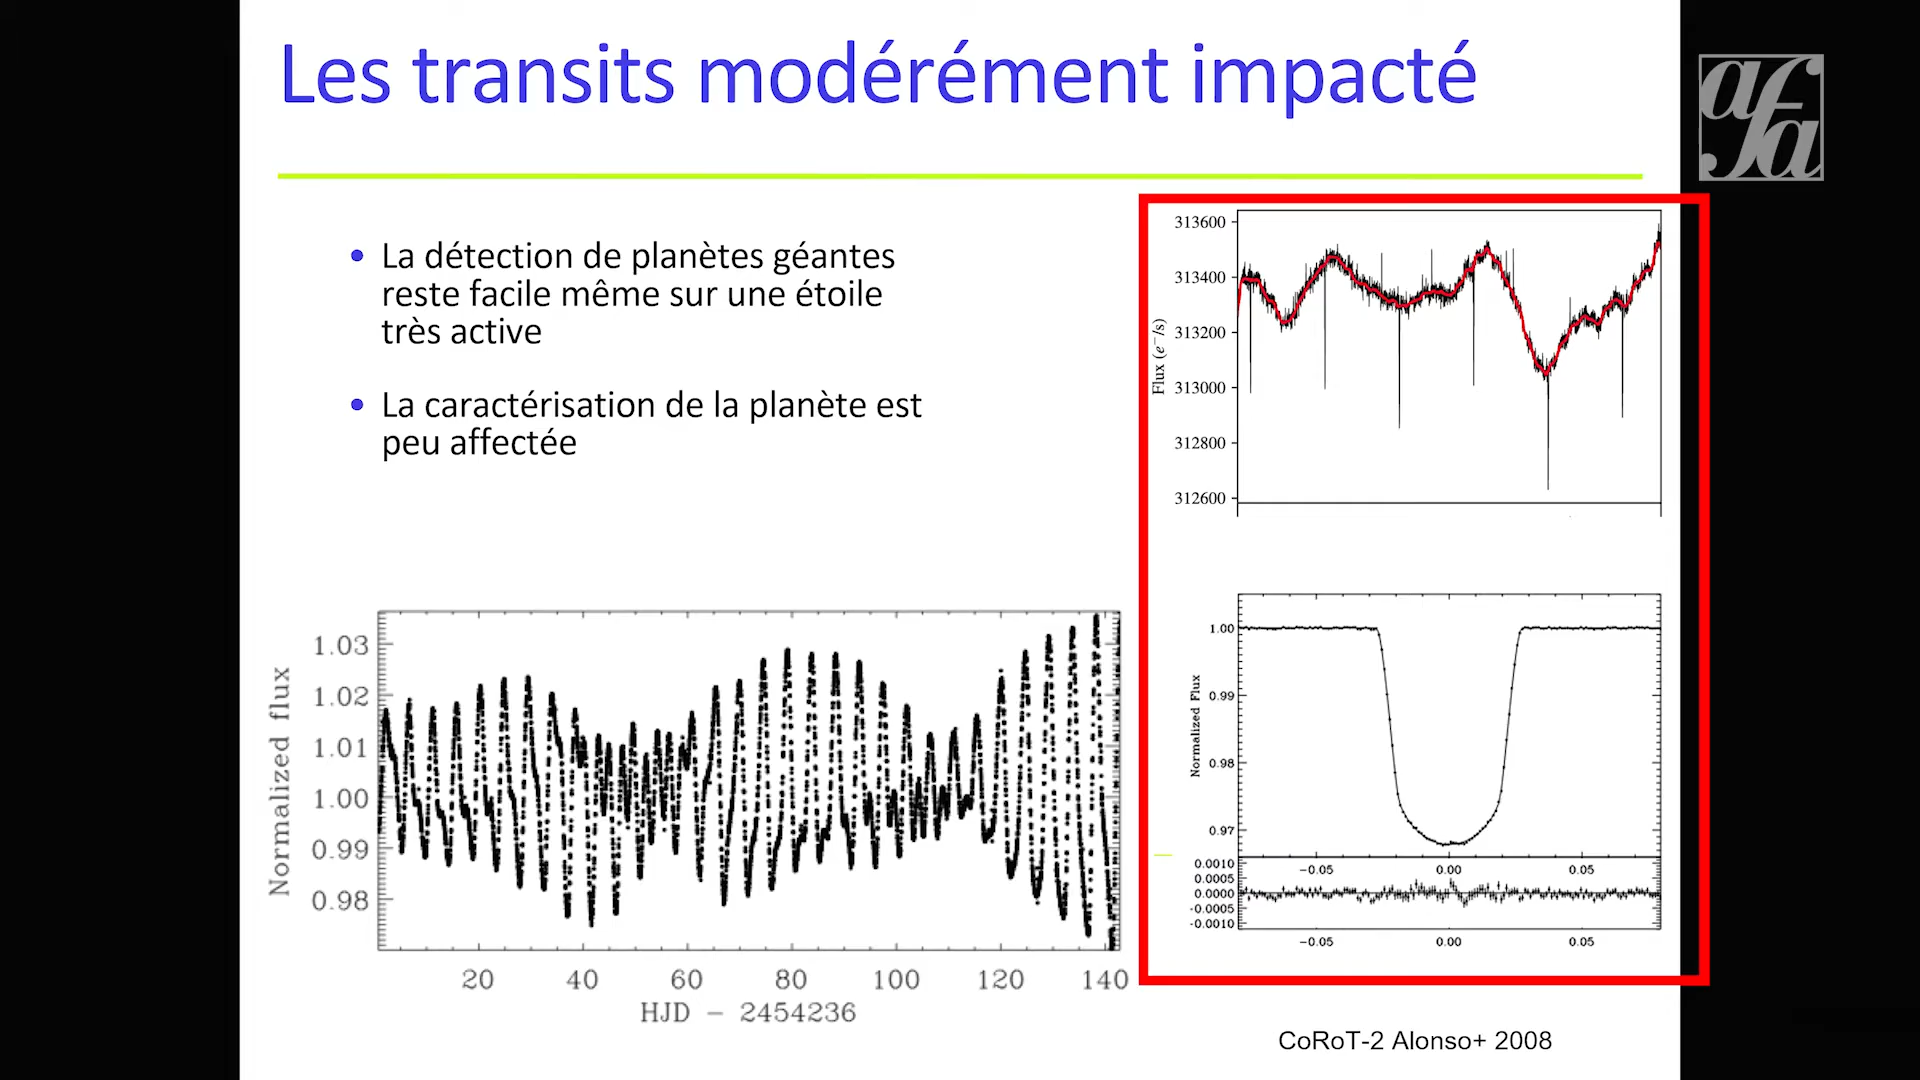 Les transits modérément impacté
afa
• La détection de planètes géantes
reste facile même sur une étoile
très active
• La caractérisation de la planète est
peu affectée
313600
313400
313200
313000
312800
312600
Flux (e⁻/s)
1.00
0.99
0.98
0.97
Normalized Flux
−0.05 0.00 0.05
0.0010
0.0005
0.0000
-0.0005
-0.0010
−0.05 0.00 0.05
1.03
1.02
1.01
1.00
0.99
0.98
Normalized flux
20 40 60 80 100 120 140
HJD − 2454236
CoRoT-2 Alonso+ 2008